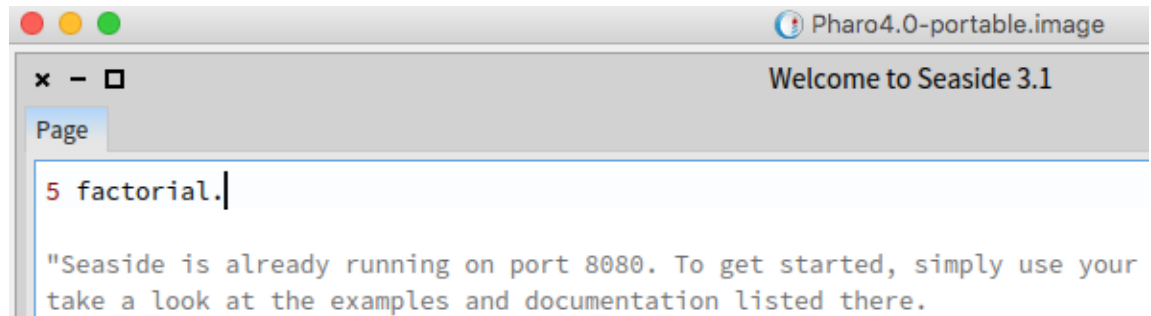 Pharo4.0-portable.image
Welcome to Seaside 3.1
Page
5 factorial.
"Seaside is already running on port 8080. To get started, simply use your
take a look at the examples and documentation listed there.